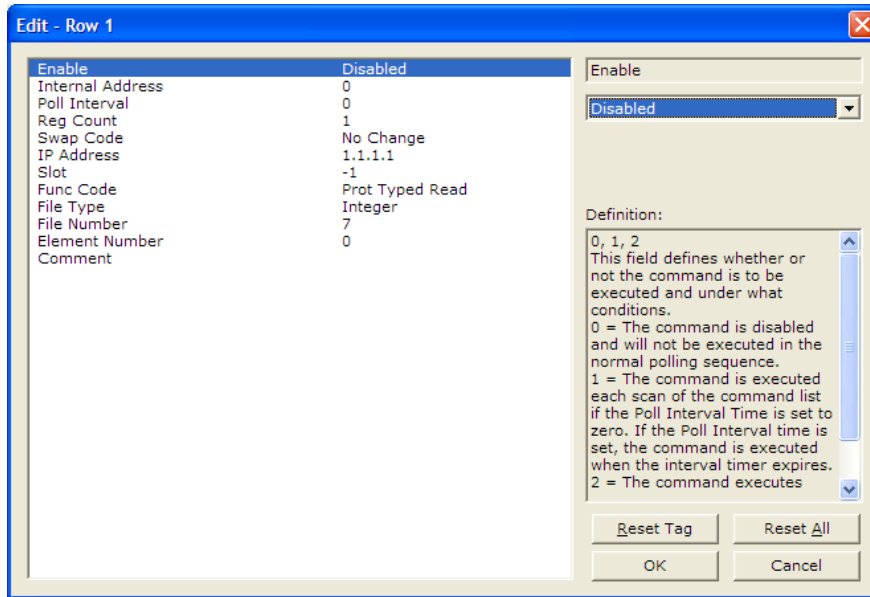 Edit - Row 1
Enable Disabled
Internal Address 0
Poll Interval 0
Reg Count 1
Swap Code No Change
IP Address 1.1.1.1
Slot -1
Func Code Prot Typed Read
File Type Integer
File Number 7
Element Number 0
Comment
Enable
Disabled
Definition:
0, 1, 2
This field defines whether or
not the command is to be
executed and under what
conditions.
0 = The command is disabled
and will not be executed in the
normal polling sequence.
1 = The command is executed
each scan of the command list
if the Poll Interval Time is set to
zero. If the Poll Interval time is
set, the command is executed
when the interval timer expires.
2 = The command executes
Reset Tag Reset All
OK Cancel